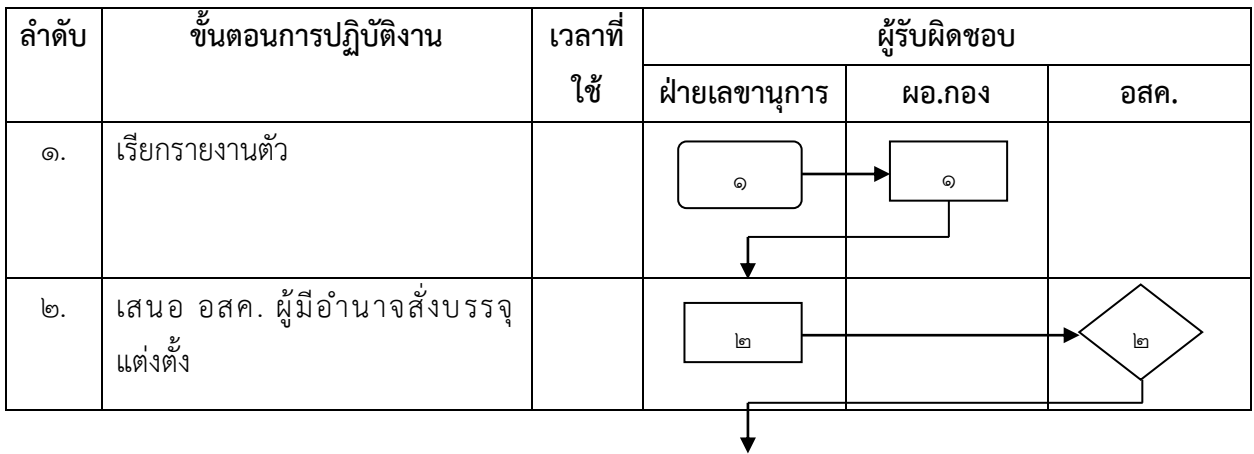 ลำดับ ขั้นตอนการปฏิบัติงาน เวลาที่ ผู้รับผิดชอบ
ใช้ ฝ่ายเลขานุการ ผอ.กอง อสค.
๑. เรียกรายงานตัว
๑ ๑
๒. เสนอ อสค. ผู้มีอำนาจสั่งบรรจุ
แต่งตั้ง
๒ ๒